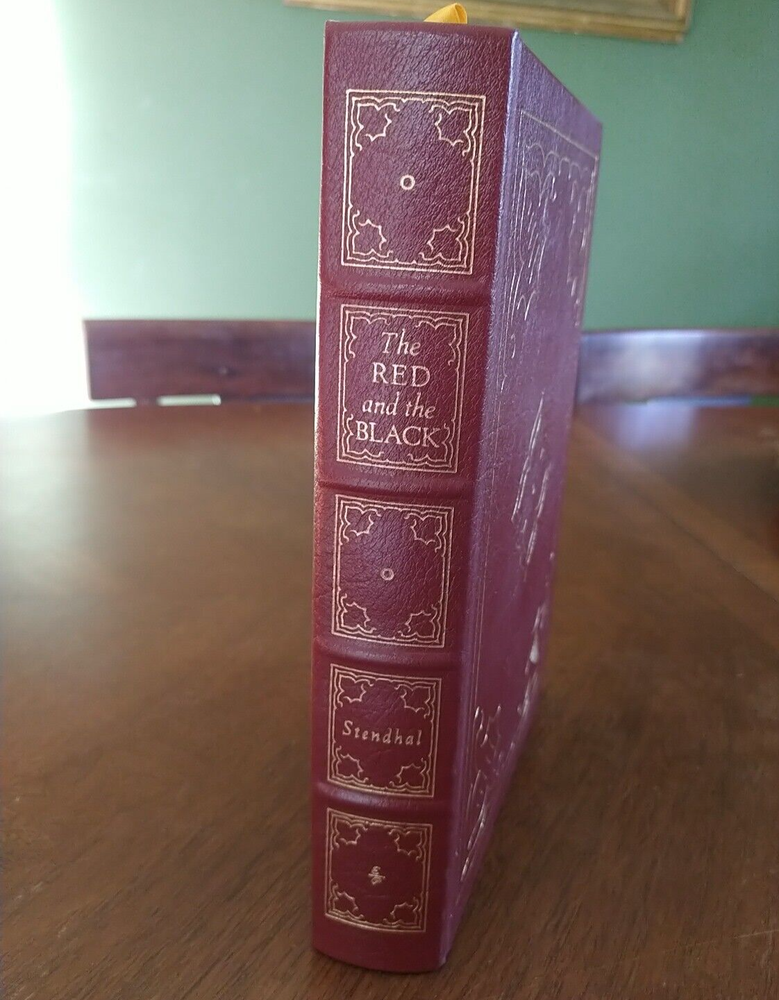 The
RED
and the
BLACK
Stendhal